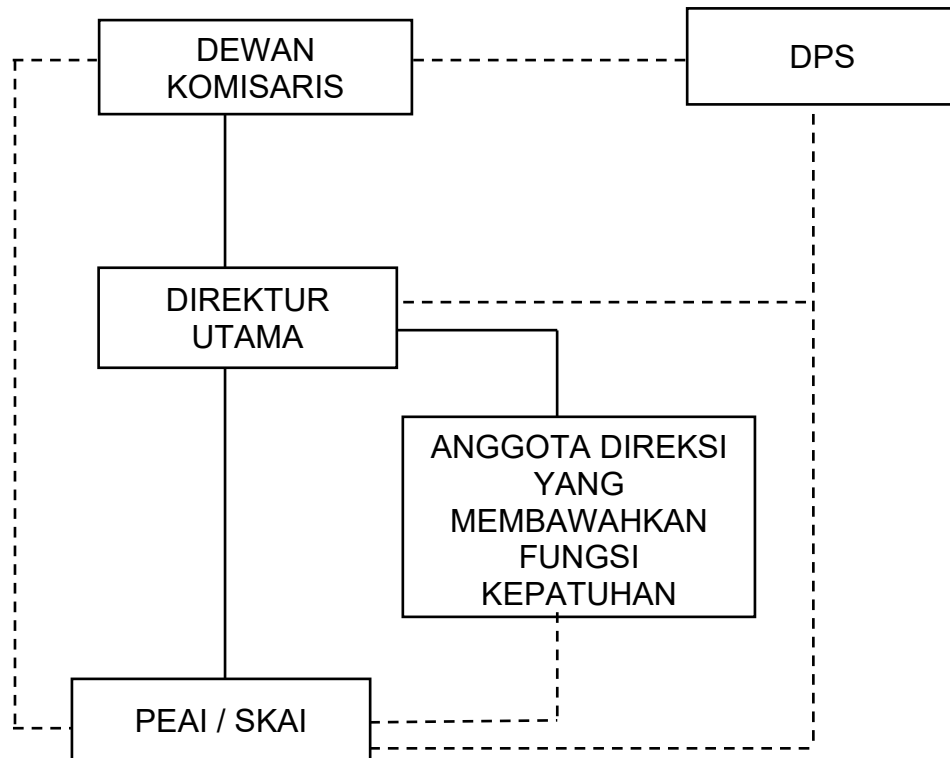 DEWAN
KOMISARIS
DPS
DIREKTUR
UTAMA
ANGGOTA DIREKSI
YANG
MEMBAWAHKAN
FUNGSI
KEPATUHAN
PEAI / SKAI